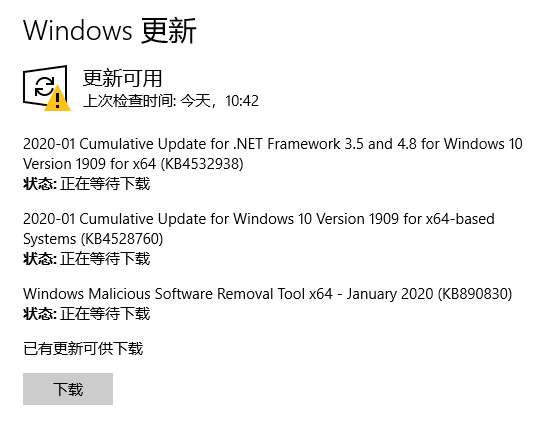 Windows 更新
更新可用
上次检查时间: 今天，10:42
2020-01 Cumulative Update for .NET Framework 3.5 and 4.8 for Windows 10
Version 1909 for x64 (KB4532938)
状态: 正在等待下载
2020-01 Cumulative Update for Windows 10 Version 1909 for x64-based
Systems (KB4528760)
状态: 正在等待下载
Windows Malicious Software Removal Tool x64 - January 2020 (KB890830)
状态: 正在等待下载
已有更新可供下载
下载